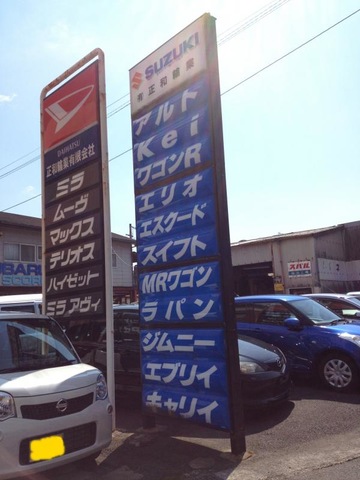 DAIHATSU
正和輪業有限会社
ミラ
ムーヴ
マックス
テリオス
ハイゼット
ミラ アヴィ
SUZUKI
有 正和輪業
アルト
Kei
ワゴンR
エリオ
エスクード
スイフト
MRワゴン
ラパン
ジムニー
エブリイ
キャリイ
SUBARU
スバル